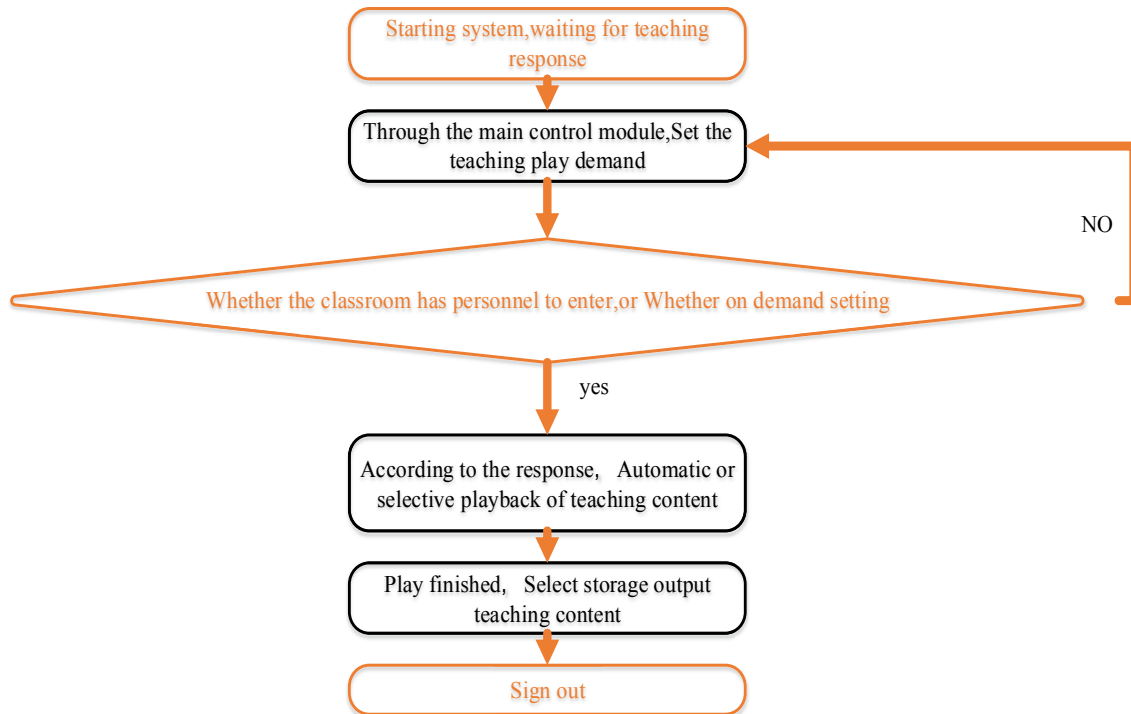 Starting system,waiting for teaching
response
Through the main control module,Set the
teaching play demand
NO
Whether the classroom has personnel to enter,or Whether on demand setting
yes
According to the response, Automatic or
selective playback of teaching content
Play finished, Select storage output
teaching content
Sign out